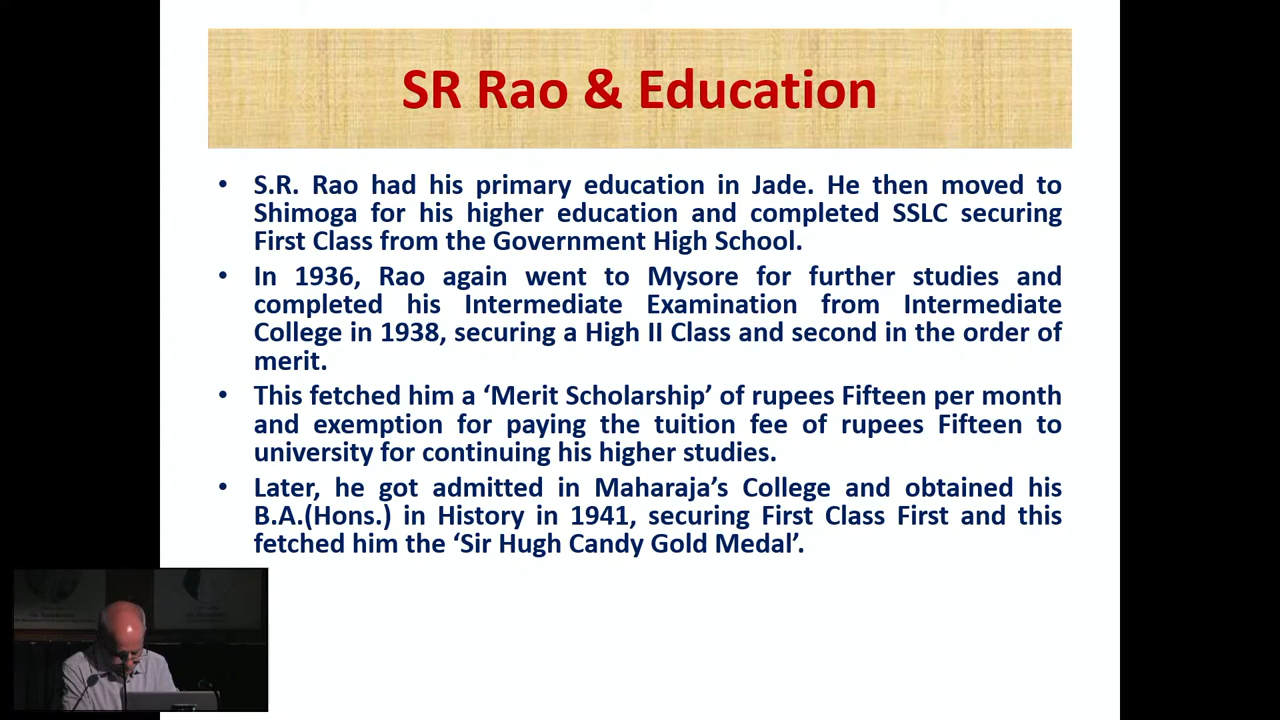 SR Rao & Education
• S.R. Rao had his primary education in Jade. He then moved to
Shimoga for his higher education and completed SSLC securing
First Class from the Government High School.
• In 1936, Rao again went to Mysore for further studies and
completed his Intermediate Examination from Intermediate
College in 1938, securing a High II Class and second in the order of
merit.
• This fetched him a ‘Merit Scholarship’ of rupees Fifteen per month
and exemption for paying the tuition fee of rupees Fifteen to
university for continuing his higher studies.
• Later, he got admitted in Maharaja’s College and obtained his
B.A.(Hons.) in History in 1941, securing First Class First and this
fetched him the ‘Sir Hugh Candy Gold Medal’.